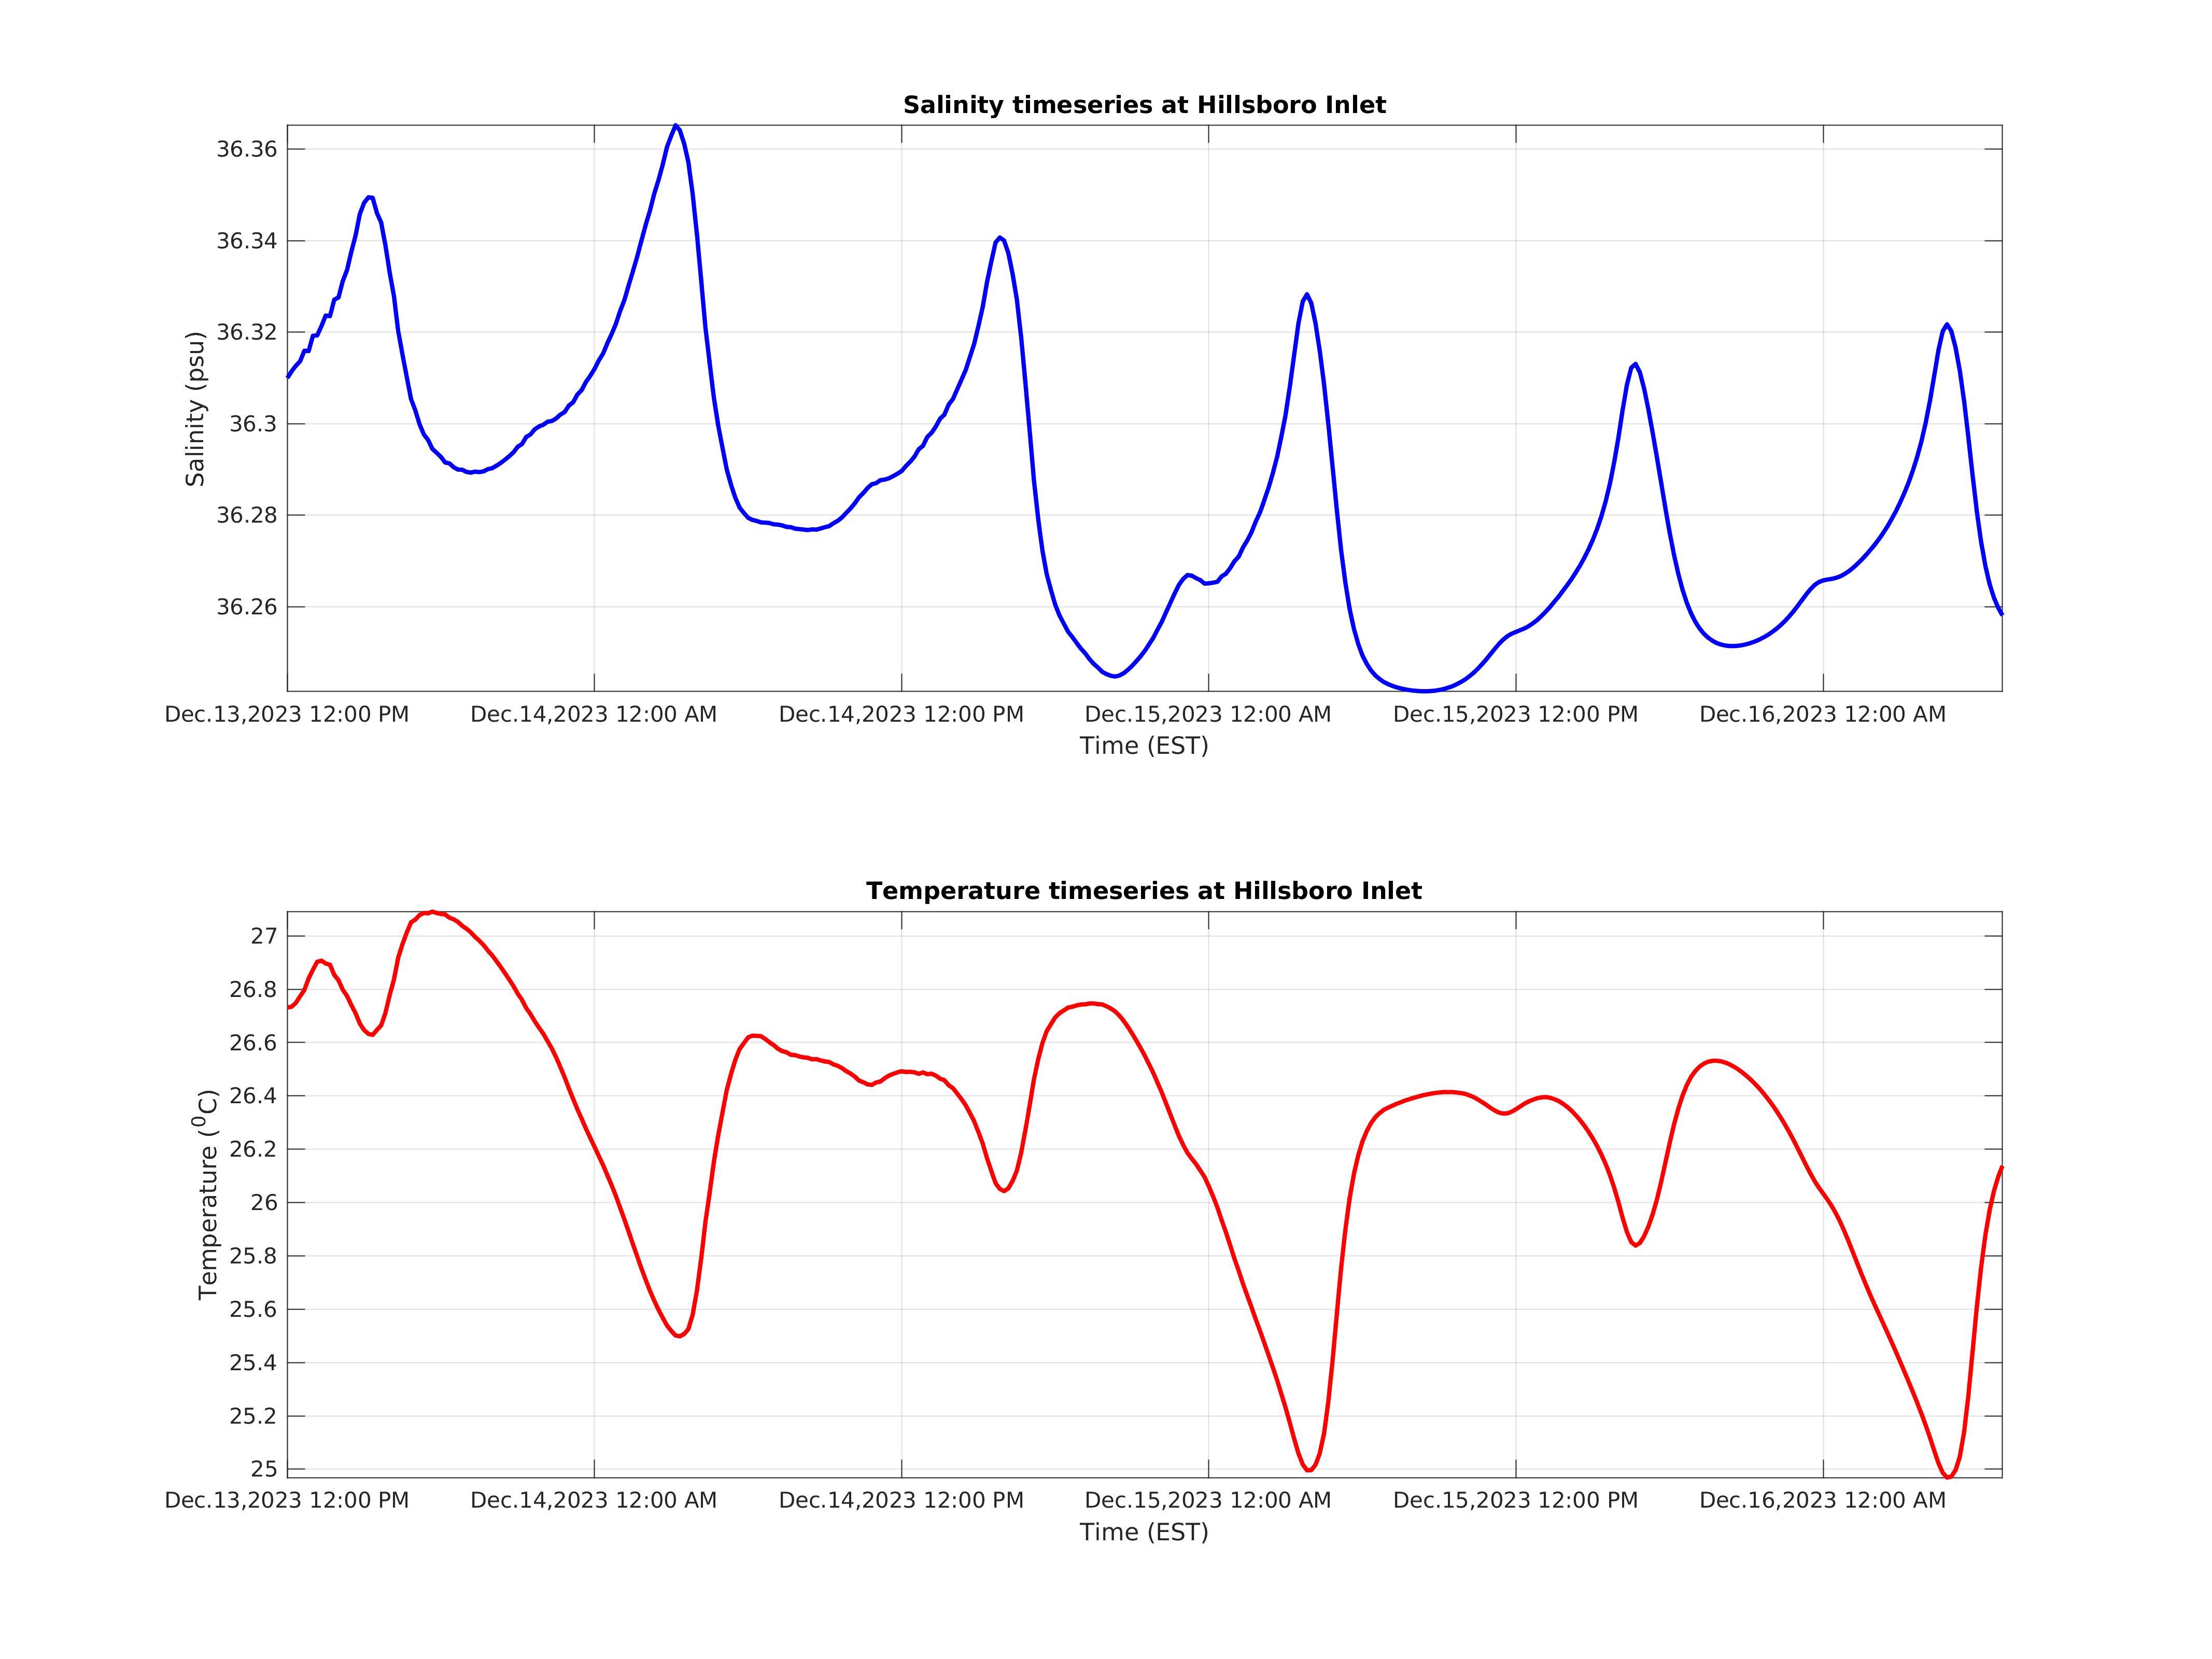 Salinity timeseries at Hillsboro Inlet
36.36
36.34
36.32
36.3
36.28
36.26
Salinity (psu)
Dec.13,2023 12:00 PM Dec.14,2023 12:00 AM Dec.14,2023 12:00 PM Dec.15,2023 12:00 AM Dec.15,2023 12:00 PM Dec.16,2023 12:00 AM
Time (EST)
Temperature timeseries at Hillsboro Inlet
27
26.8
26.6
26.4
26.2
26
25.8
25.6
25.4
25.2
25
Temperature (⁰C)
Dec.13,2023 12:00 PM Dec.14,2023 12:00 AM Dec.14,2023 12:00 PM Dec.15,2023 12:00 AM Dec.15,2023 12:00 PM Dec.16,2023 12:00 AM
Time (EST)